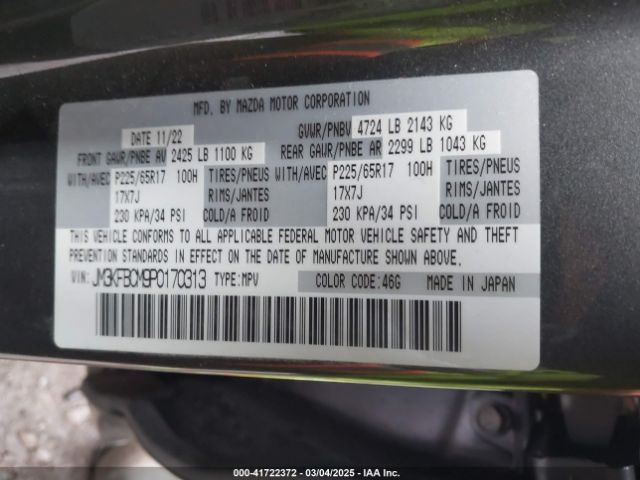 MFD. BY MAZDA MOTOR CORPORATION
DATE 11/22 GVWR/PNBV 4724 LB 2143 KG
FRONT GAWR/PNBE AV 2425 LB 1100 KG REAR GAWR/PNBE AR 2299 LB 1043 KG
WITH/AVEC P225/65R17 100H TIRES/PNEUS WITH/AVEC P225/65R17 100H TIRES/PNEUS
17X7J RIMS/JANTES 17X7J RIMS/JANTES
230 KPA/34 PSI COLD/A FROID 230 KPA/34 PSI COLD/A FROID
THIS VEHICLE CONFORMS TO ALL APPLICABLE FEDERAL MOTOR VEHICLE SAFETY AND THEFT
PREVENTION STANDARDS IN EFFECT ON THE DATE OF MANUFACTURE SHOWN ABOVE.
VIN: JM3KFBCM9P0170313 TYPE:MPV COLOR CODE:46G MADE IN JAPAN
000-41722372 - 03/04/2025 - IAA Inc.